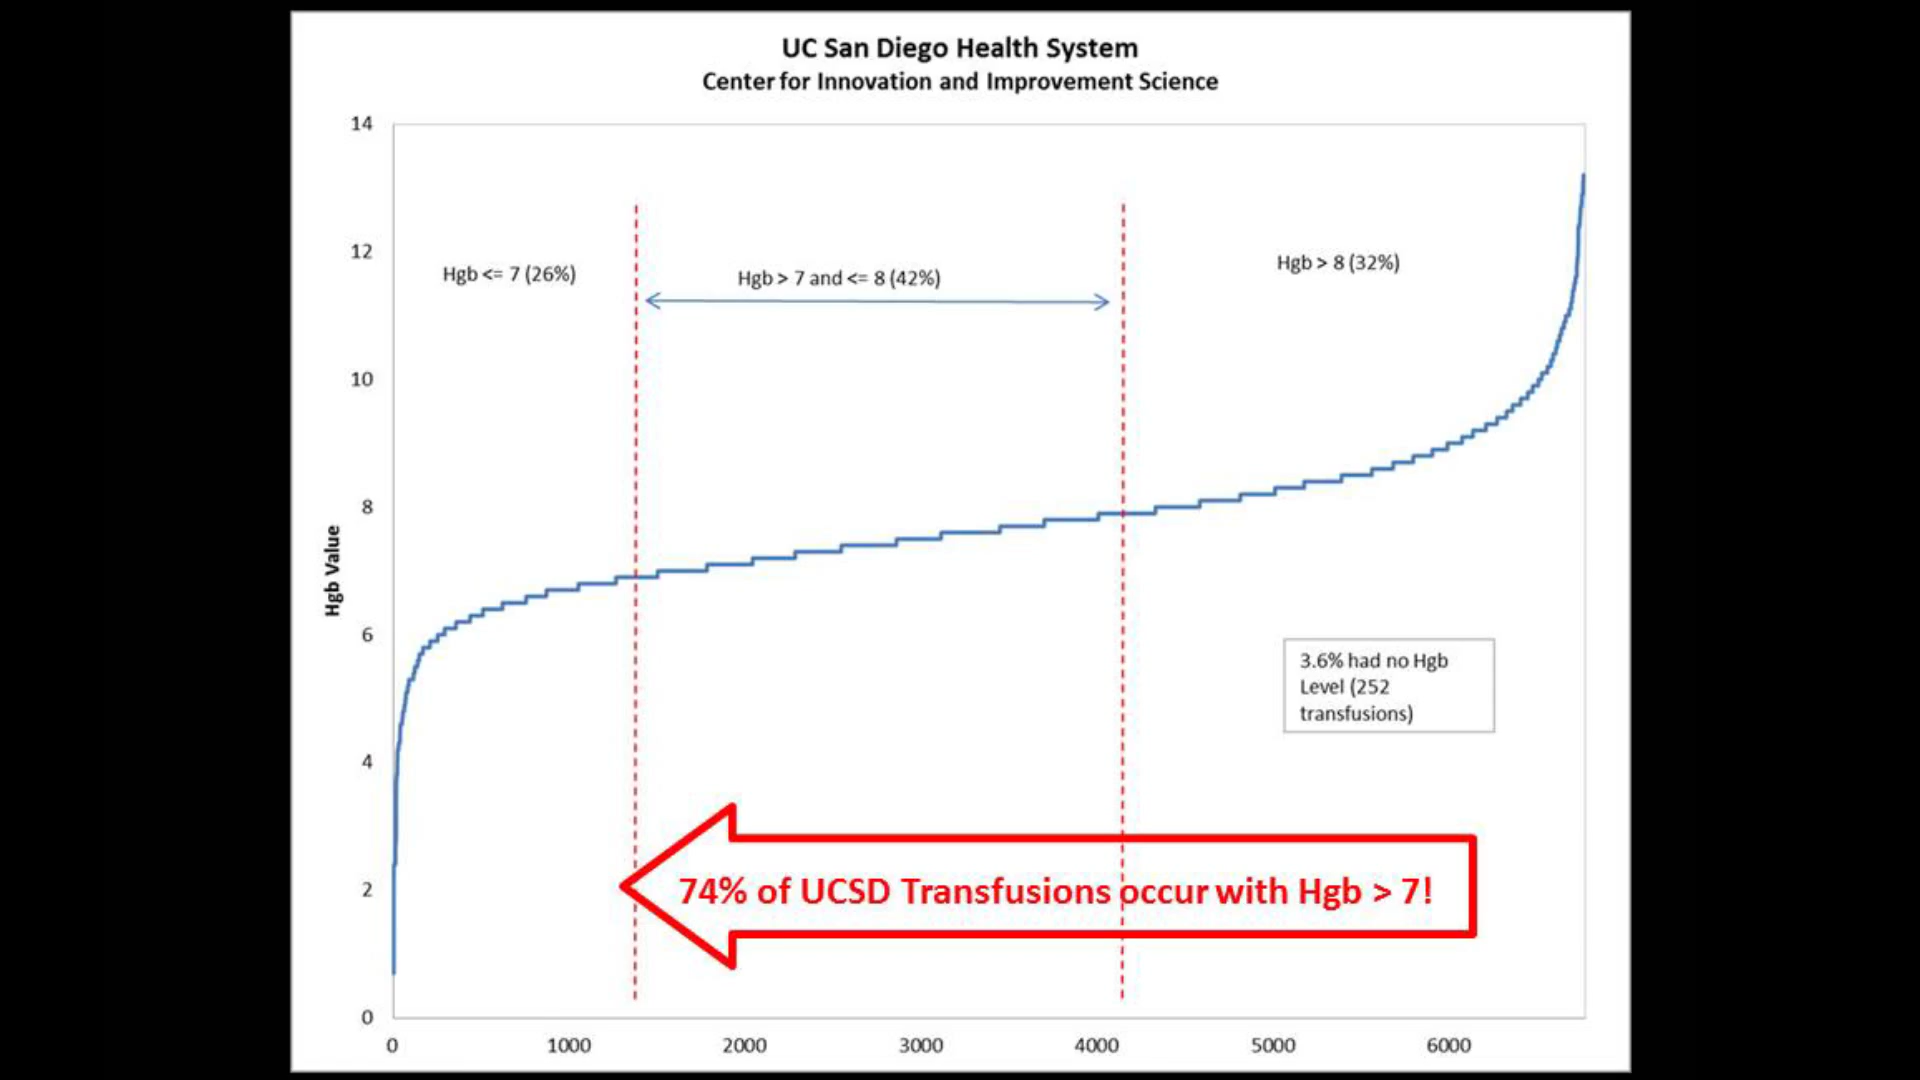 UC San Diego Health System
Center for Innovation and Improvement Science
14
12
10
8
6
4
2
0
Hgb Value
Hgb <= 7 (26%)
Hgb > 7 and <= 8 (42%)
Hgb > 8 (32%)
3.6% had no Hgb
Level (252
transfusions)
74% of UCSD Transfusions occur with Hgb > 7!
0 1000 2000 3000 4000 5000 6000